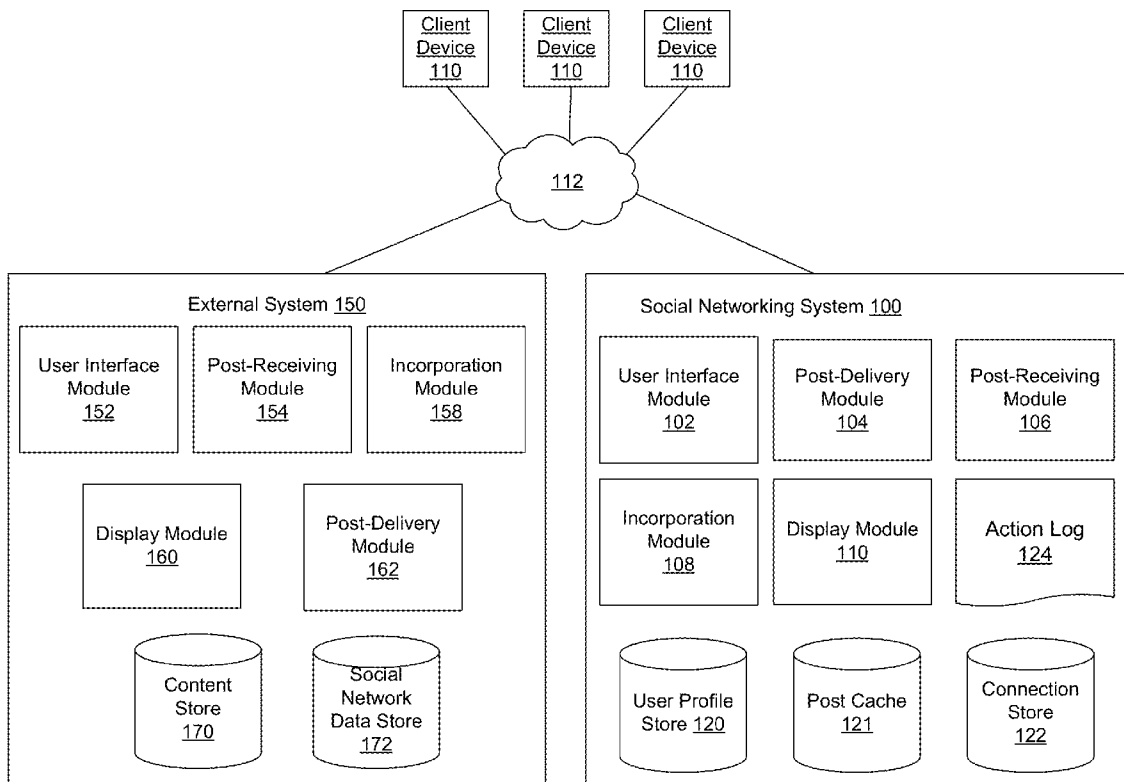 Client
Device
110
Client
Device
110
Client
Device
110
112
External System 150
User Interface
Module
152
Post-Receiving
Module
154
Incorporation
Module
158
Display Module
160
Post-Delivery
Module
162
Content
Store
170
Social
Network
Data Store
172
Social Networking System 100
User Interface
Module
102
Post-Delivery
Module
104
Post-Receiving
Module
106
Incorporation
Module
108
Display Module
110
Action Log
124
User Profile
Store 120
Post Cache
121
Connection
Store
122